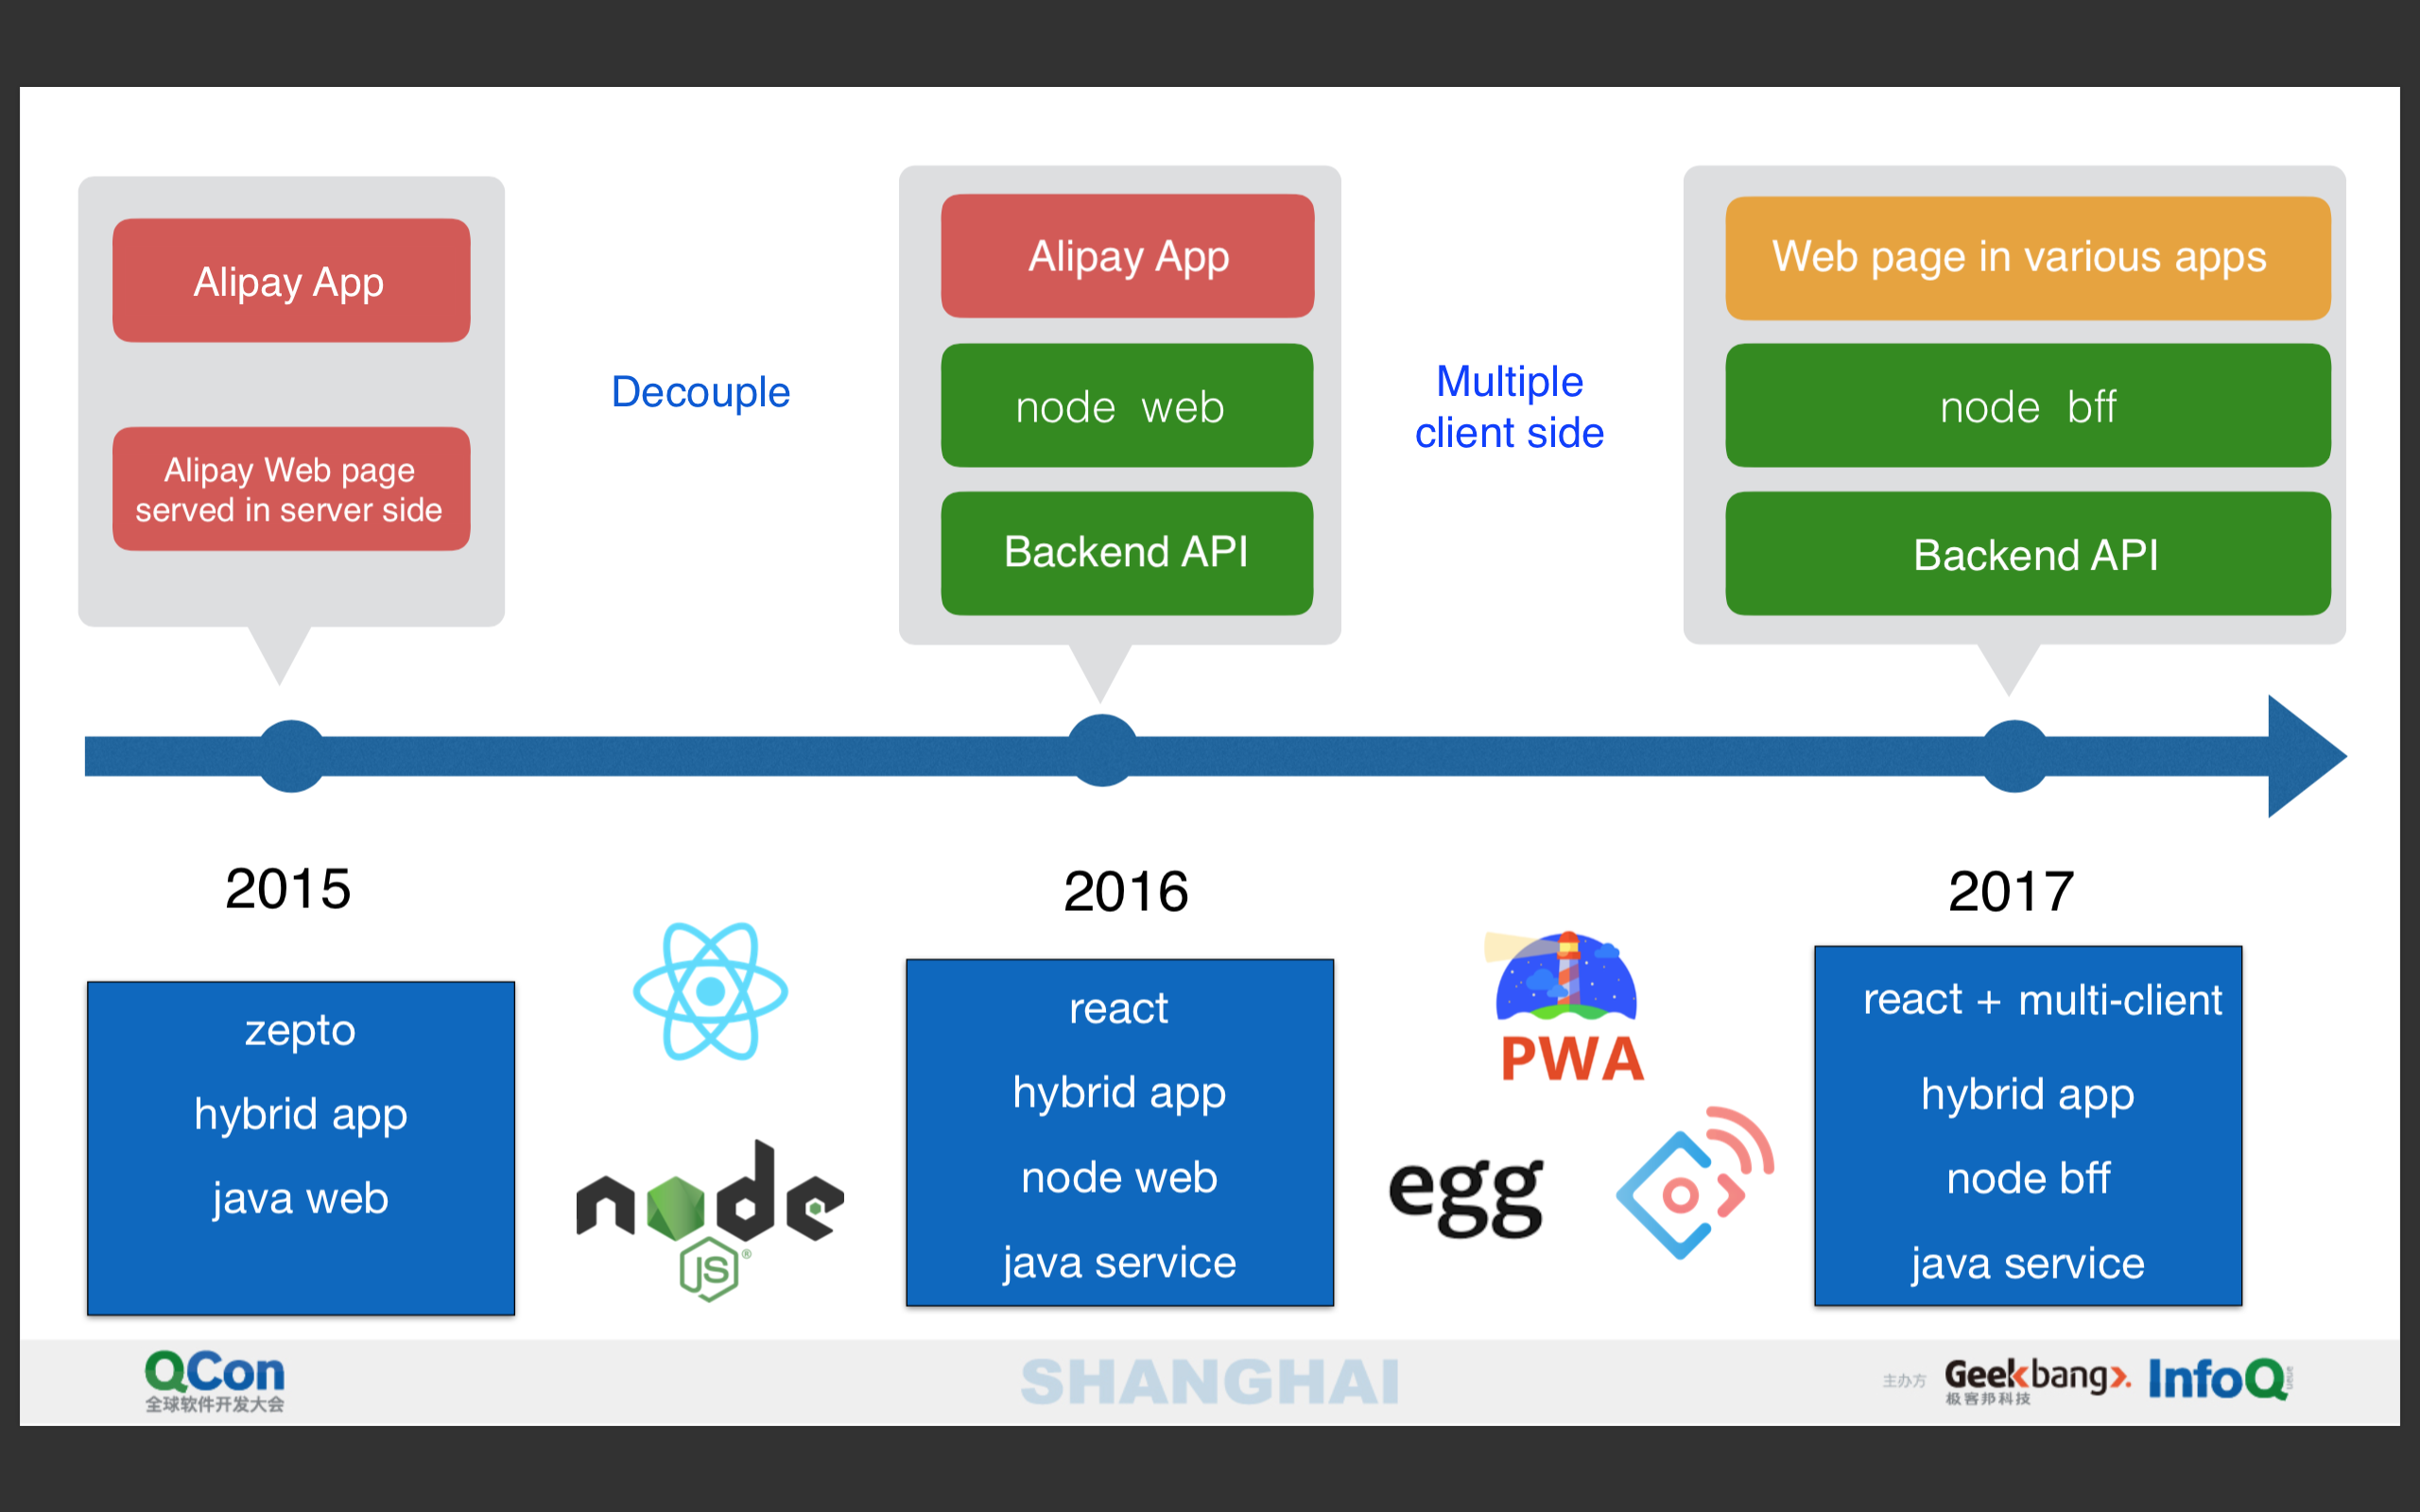 Alipay App
Alipay Web page
served in server side
Decouple
Alipay App
node web
Backend API
Multiple
client side
Web page in various apps
node bff
Backend API
2015
2016
2017
zepto
hybrid app
java web
node
JS®
react
hybrid app
node web
java service
PWA
egg
react + multi-client
hybrid app
node bff
java service
QCon
全球软件开发大会
SHANGHAI
主办方
Geekbang>.
极客邦科技
InfoQ